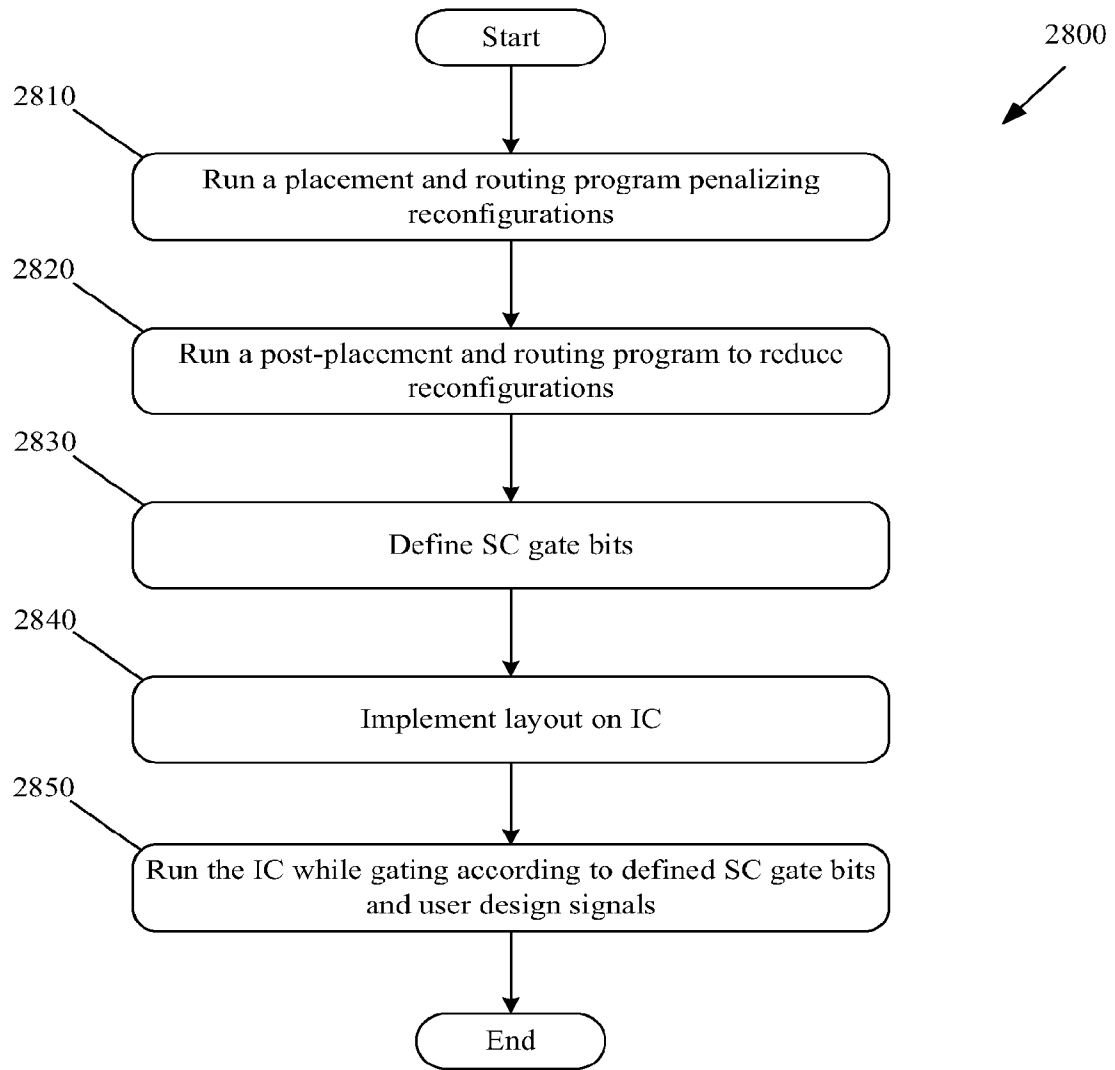 Start
2800
2810
Run a placement and routing program penalizing
reconfigurations
2820
Run a post-placement and routing program to reduce
reconfigurations
2830
Define SC gate bits
2840
Implement layout on IC
2850
Run the IC while gating according to defined SC gate bits
and user design signals
End